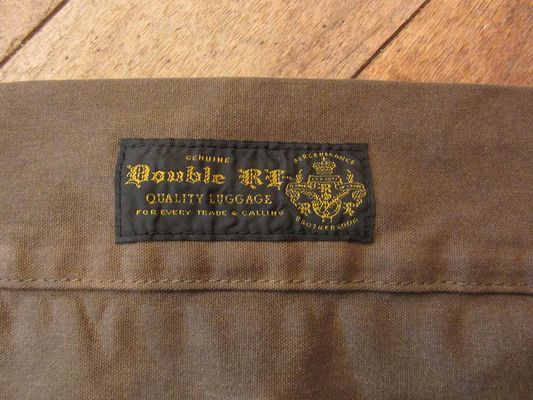 GENUINE
Double RL
QUALITY LUGGAGE
FOR EVERY TRADE & CALLING
PERSEVERANCE
R
R R
BROTHERHOOD